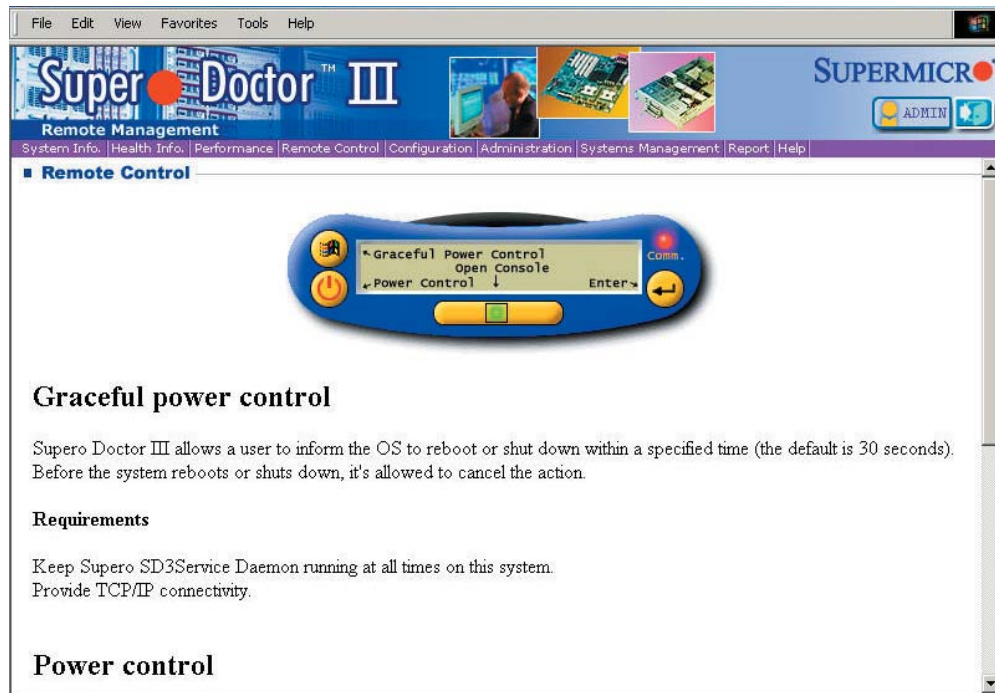 File Edit View Favorites Tools Help
Super Doctor™ III
SUPERMICRO
ADMIN
Remote Management
System Info. | Health Info. | Performance | Remote Control | Configuration | Administration | Systems Management | Report | Help |
Remote Control
Graceful Power Control
Open Console
Power Control
Enter
Comm.
Graceful power control
Supero Doctor III allows a user to inform the OS to reboot or shut down within a specified time (the default is 30 seconds).
Before the system reboots or shuts down, it's allowed to cancel the action.
Requirements
Keep Supero SD3Service Daemon running at all times on this system.
Provide TCP/IP connectivity.
Power control